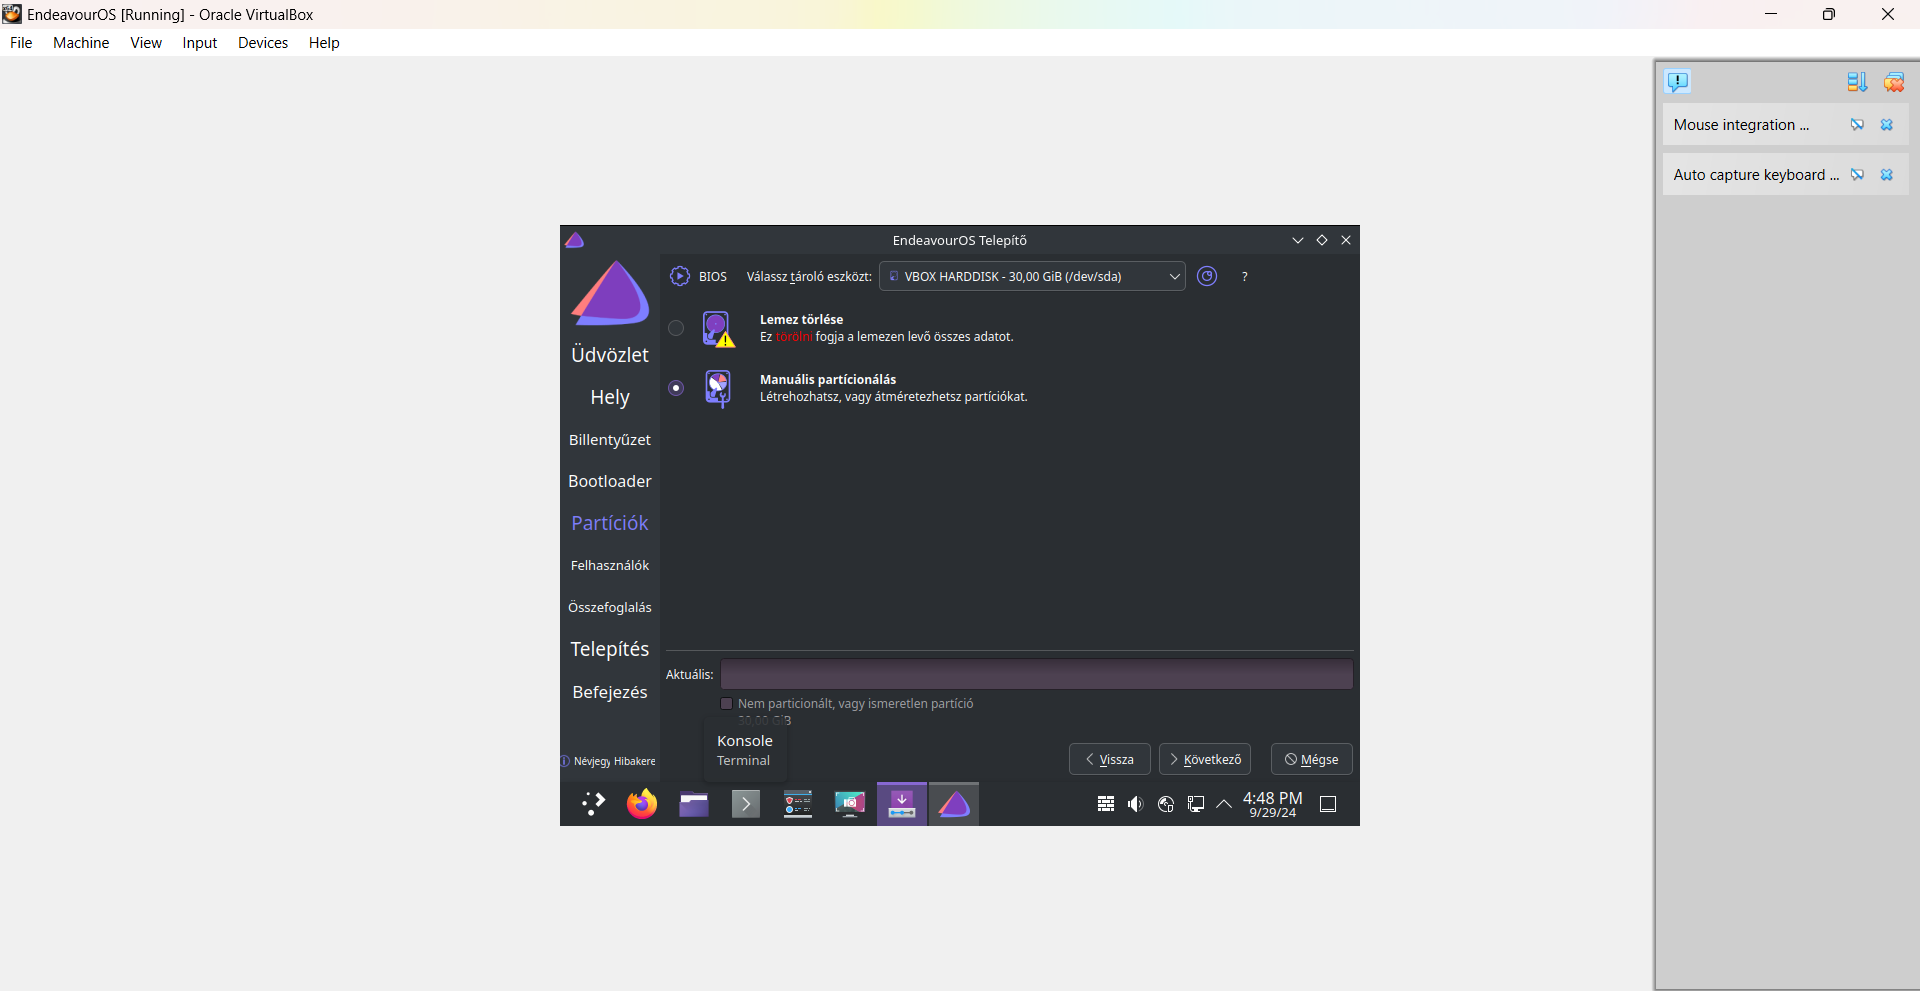 EndeavourOS [Running] - Oracle VirtualBox
File Machine View Input Devices Help
Mouse integration ...
Auto capture keyboard ...
EndeavourOS Telepítő
BIOS Válassz tároló eszközt: VBOX HARDDISK - 30,00 GiB (/dev/sda) ?
Lemez törlése
Ez törölni fogja a lemezen levő összes adatot.
Manuális partícionálás
Létrehozhatsz, vagy átméretezhetsz partíciókat.
Üdvözlet
Hely
Billentyűzet
Bootloader
Partíciók
Felhasználók
Összefoglalás
Telepítés
Befejezés
Aktuális:
Nem particionált, vagy ismeretlen partíció
30,00 GiB
Konsole
Terminal
Névjegy Hibakere
Vissza Következő Mégse
4:48 PM
9/29/24